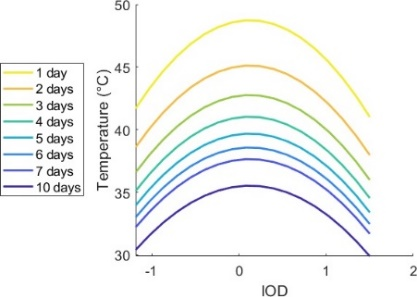 1 day
2 days
3 days
4 days
5 days
6 days
7 days
10 days
Temperature (°C)
50
45
40
35
30
-1
0
1
2
IOD